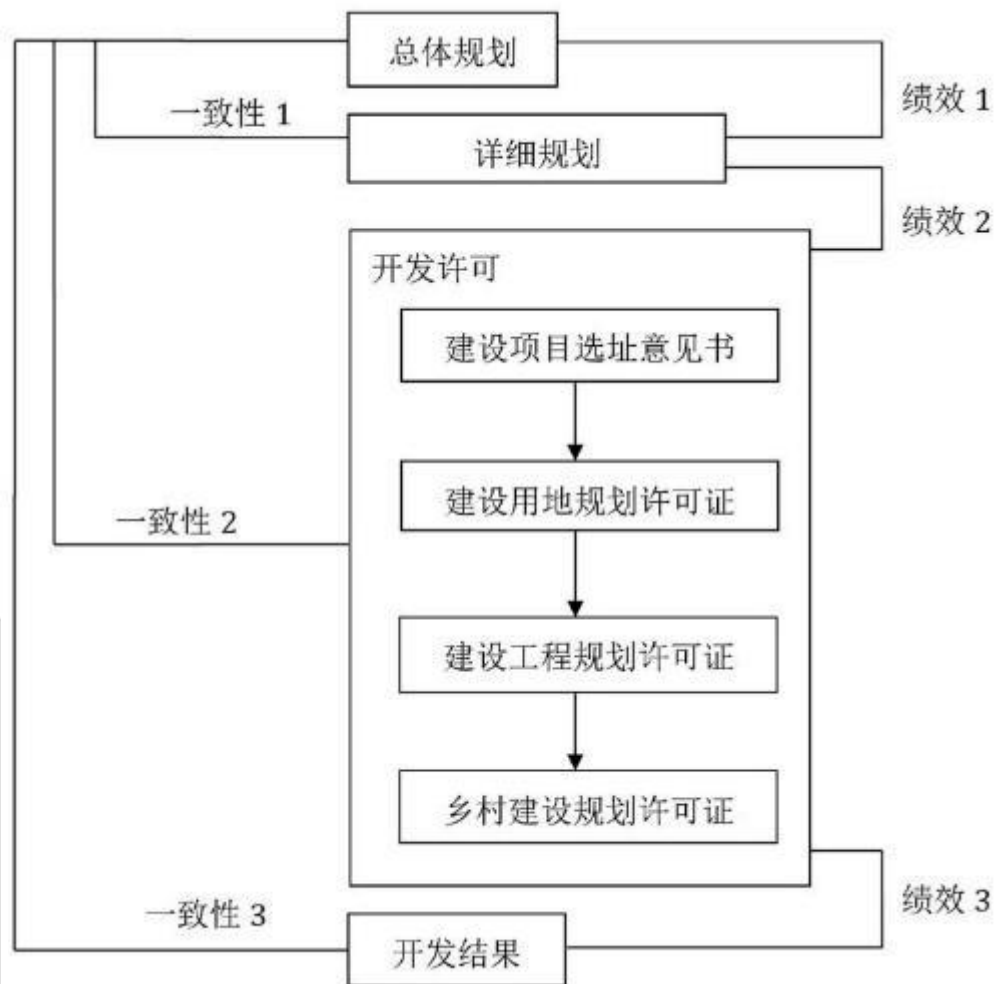 总体规划
绩效 1
一致性 1
详细规划
绩效 2
开发许可
建设项目选址意见书
建设用地规划许可证
一致性 2
建设工程规划许可证
乡村建设规划许可证
绩效 3
一致性 3
开发结果